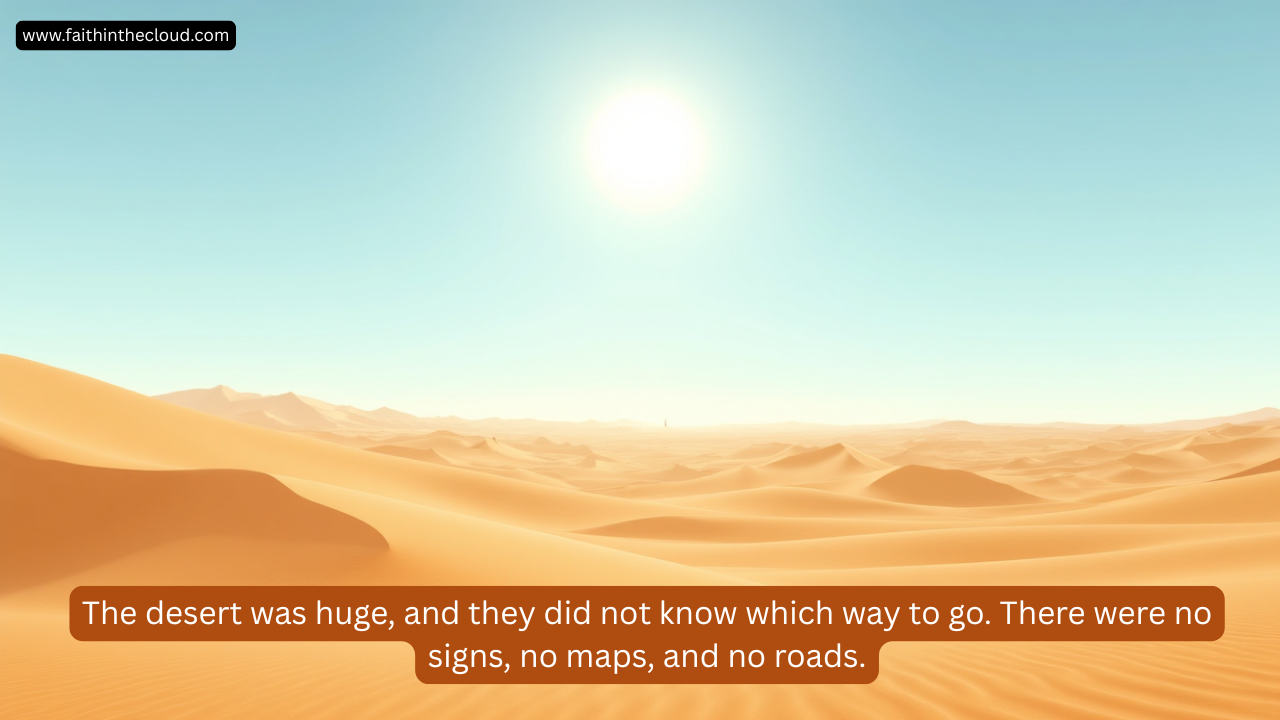 www.faithinthecloud.com
The desert was huge, and they did not know which way to go. There were no
signs, no maps, and no roads.